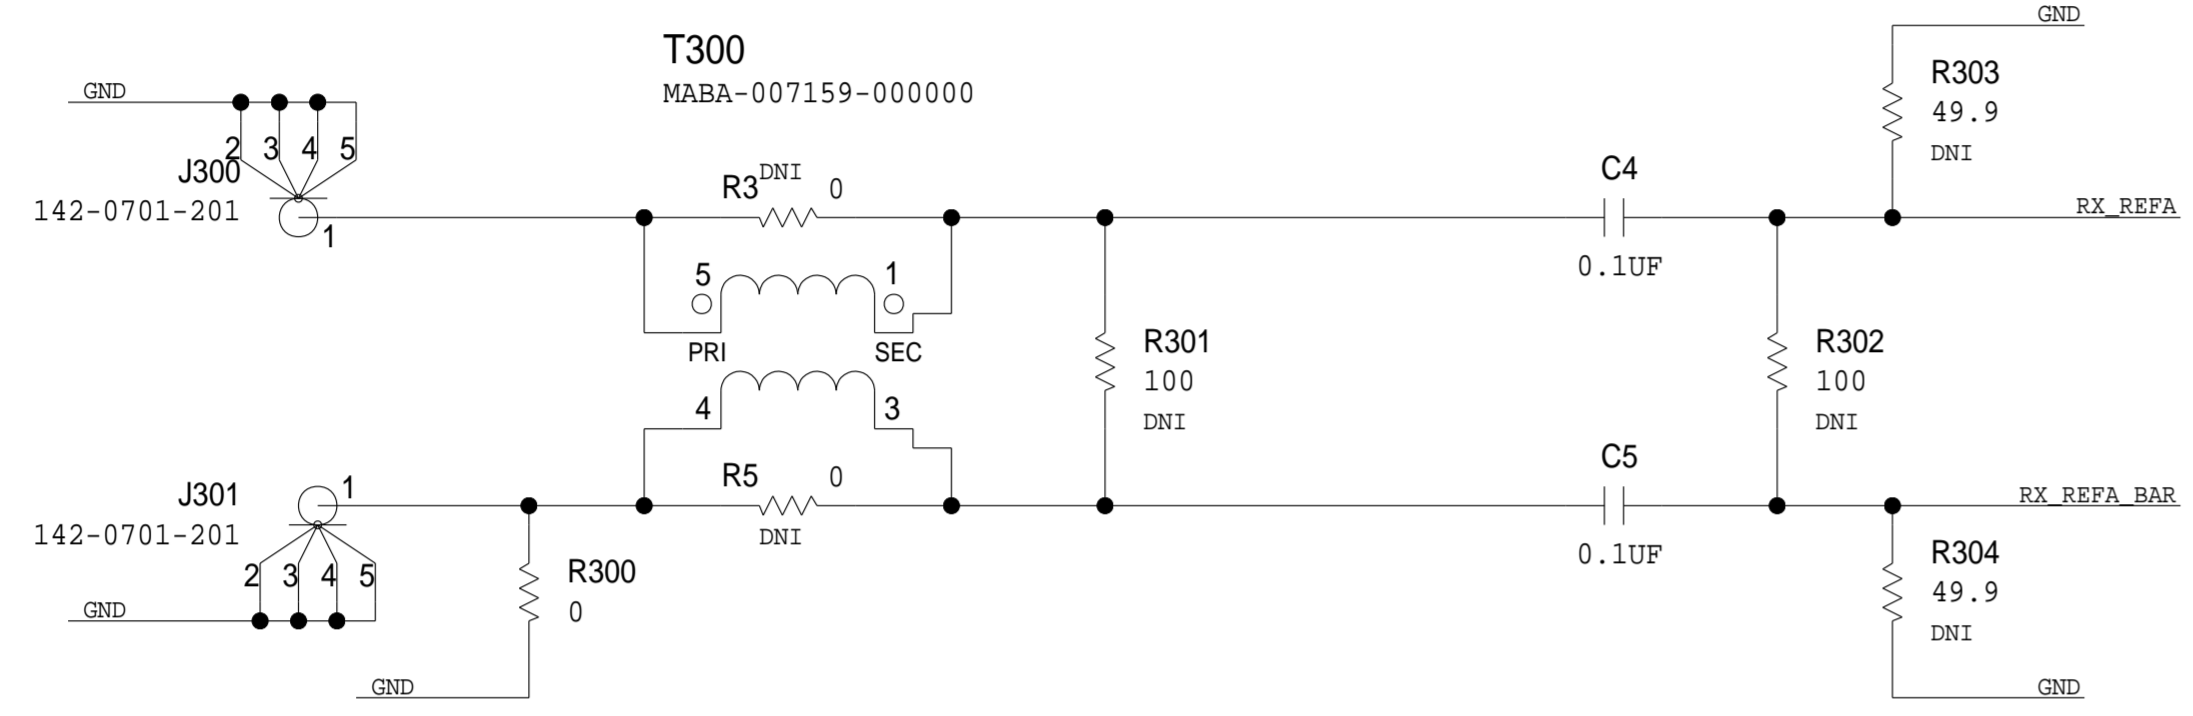 GND
T300
MABA-007159-000000
GND
R303
49.9
DNI
2 3 4 5
J300
142-0701-201
1
R3 DNI 0
C4
0.1UF
RX_REFA
5 1
PRI SEC
R301
100
DNI
R302
100
DNI
4 3
J301
142-0701-201
1
R5 0
DNI
C5
0.1UF
RX_REFA_BAR
2 3 4 5
GND
R300
0
GND
R304
49.9
DNI
GND